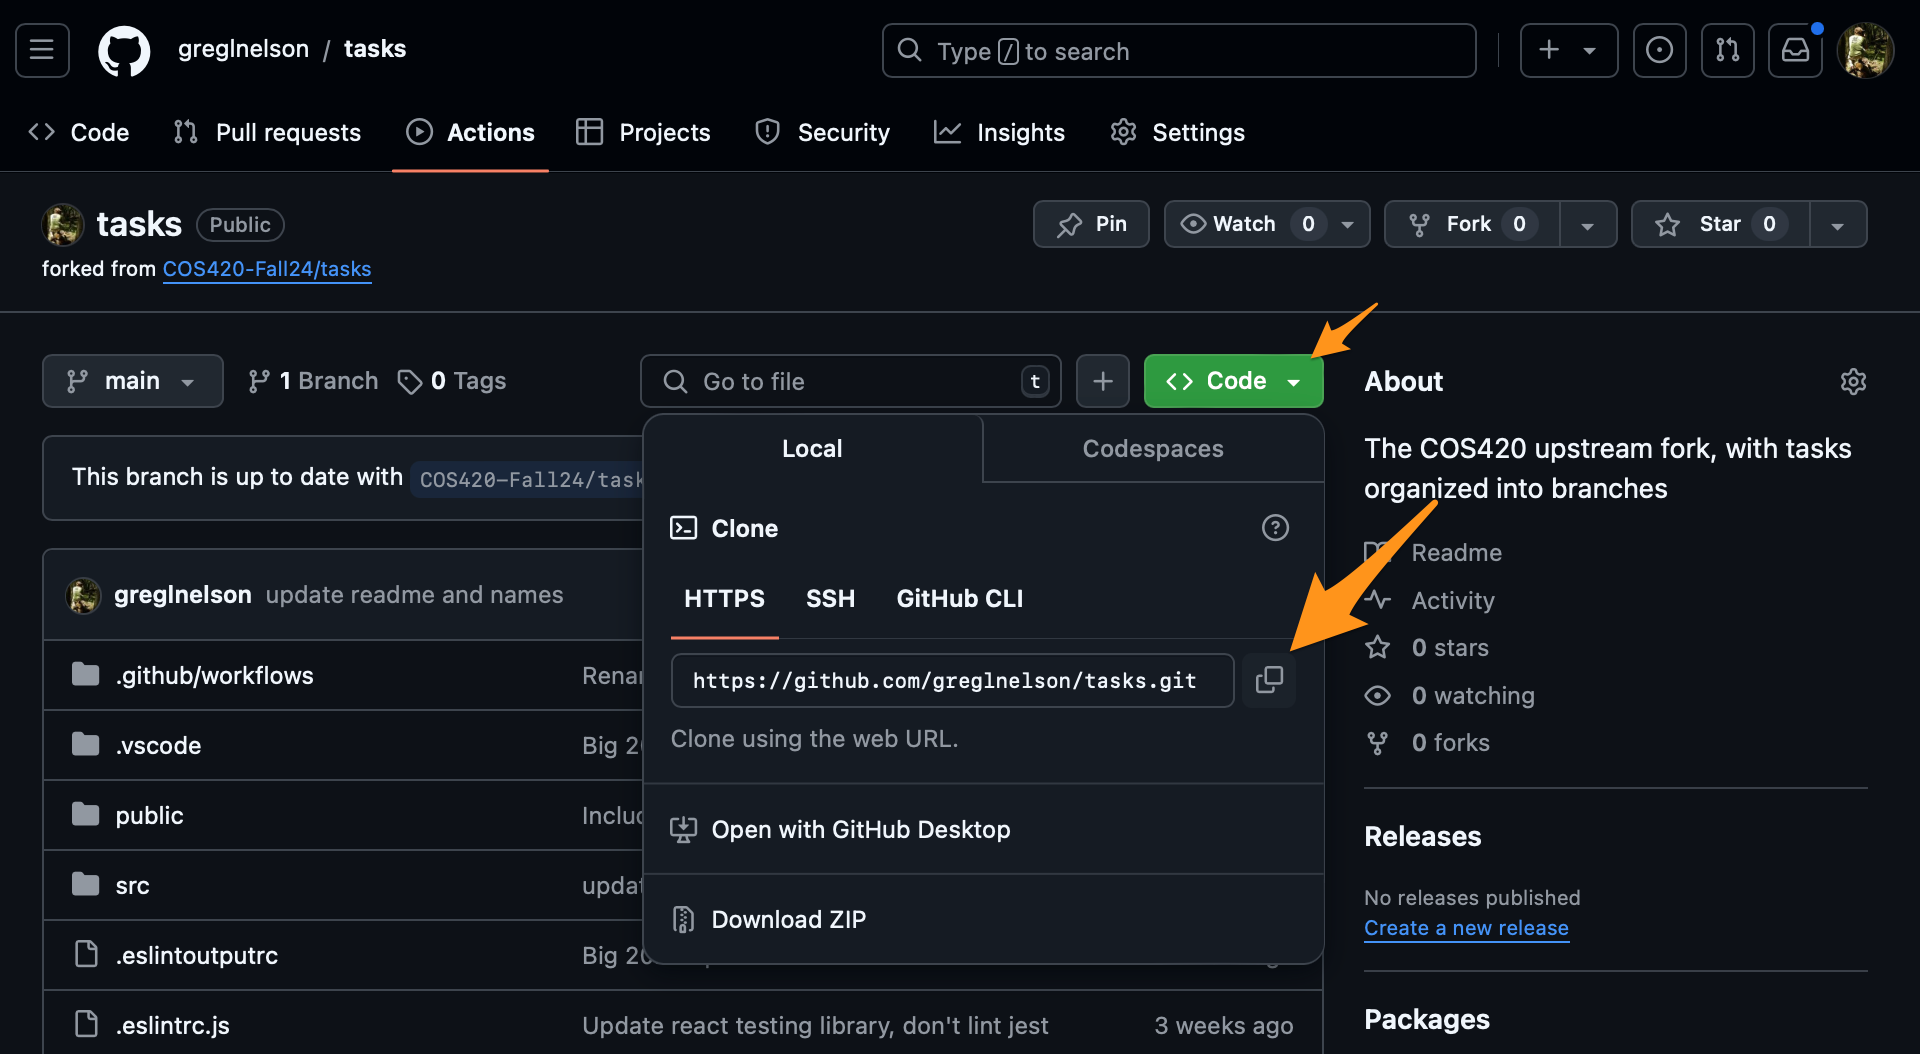 greglnelson / tasks
Type / to search
Code
Pull requests
Actions
Projects
Security
Insights
Settings
tasks Public
forked from COS420-Fall24/tasks
Pin
Watch 0
Fork 0
Star 0
main
1 Branch
0 Tags
Go to file t
Code
This branch is up to date with COS420-Fall24/task
greglnelson update readme and names
.github/workflows Renar
.vscode Big 20
public Includ
src updat
.eslintoutputrc Big 20
.eslintrc.js Update react testing library, don't lint jest 3 weeks ago
Local
Codespaces
Clone
HTTPS
SSH
GitHub CLI
https://github.com/greglnelson/tasks.git
Clone using the web URL.
Open with GitHub Desktop
Download ZIP
About
The COS420 upstream fork, with tasks
organized into branches
Readme
Activity
0 stars
0 watching
0 forks
Releases
No releases published
Create a new release
Packages